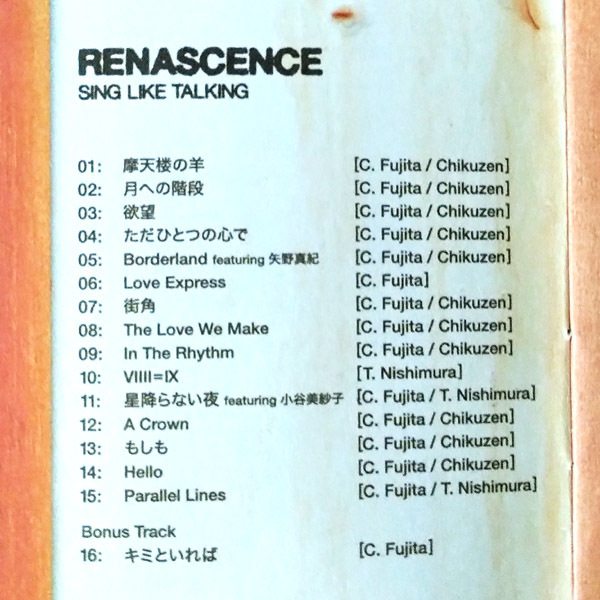 RENASCENCE
SING LIKE TALKING
01: 摩天楼の羊 [C. Fujita / Chikuzen]
02: 月への階段 [C. Fujita / Chikuzen]
03: 欲望 [C. Fujita / Chikuzen]
04: ただひとつの心で [C. Fujita / Chikuzen]
05: Borderland featuring 矢野真紀 [C. Fujita / Chikuzen]
06: Love Express [C. Fujita]
07: 街角 [C. Fujita / Chikuzen]
08: The Love We Make [C. Fujita / Chikuzen]
09: In The Rhythm [C. Fujita / Chikuzen]
10: VIIII=IX [T. Nishimura]
11: 星降らない夜 featuring 小谷美紗子 [C. Fujita / T. Nishimura]
12: A Crown [C. Fujita / Chikuzen]
13: もしも [C. Fujita / Chikuzen]
14: Hello [C. Fujita / Chikuzen]
15: Parallel Lines [C. Fujita / T. Nishimura]
Bonus Track
16: キミといれば [C. Fujita]